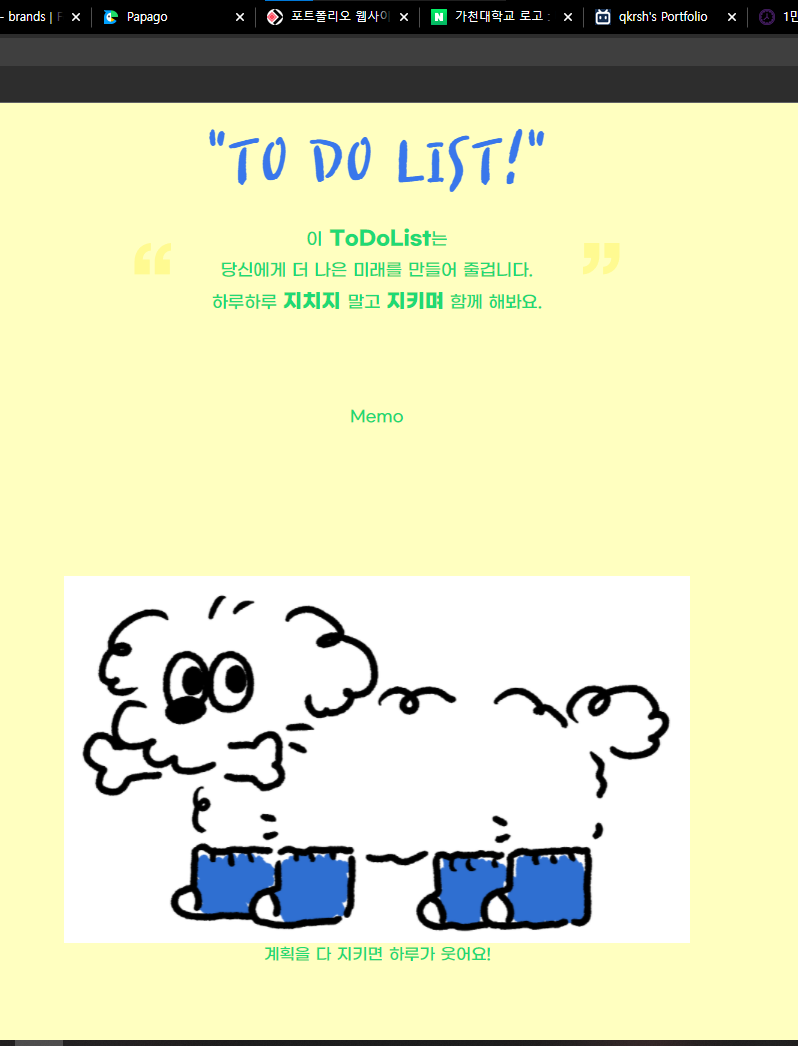 - brands | F
Papago
포트폴리오 웹사이
가천대학교 로고 :
qkrsh's Portfolio
1만
"TO DO LIST!"
이 ToDoList는
당신에게 더 나은 미래를 만들어 줄겁니다.
하루하루 지치지 말고 지키며 함께 해봐요.
Memo
계획을 다 지키면 하루가 웃어요!